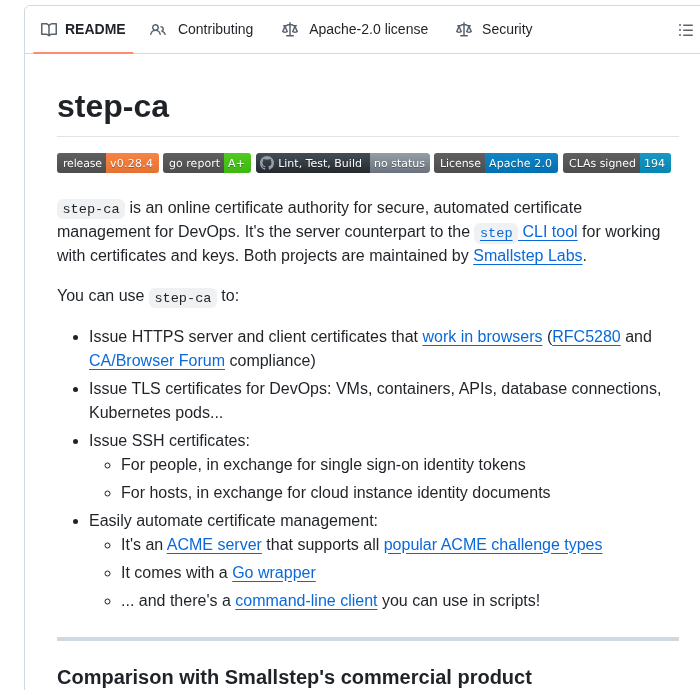 README Contributing Apache-2.0 license Security
step-ca
release v0.28.4 go report A+ Lint, Test, Build no status License Apache 2.0 CLAs signed 194
step-ca is an online certificate authority for secure, automated certificate
management for DevOps. It's the server counterpart to the step CLI tool for working
with certificates and keys. Both projects are maintained by Smallstep Labs.
You can use step-ca to:
• Issue HTTPS server and client certificates that work in browsers (RFC5280 and
CA/Browser Forum compliance)
• Issue TLS certificates for DevOps: VMs, containers, APIs, database connections,
Kubernetes pods...
• Issue SSH certificates:
◦ For people, in exchange for single sign-on identity tokens
◦ For hosts, in exchange for cloud instance identity documents
• Easily automate certificate management:
◦ It's an ACME server that supports all popular ACME challenge types
◦ It comes with a Go wrapper
◦ ... and there's a command-line client you can use in scripts!
Comparison with Smallstep's commercial product